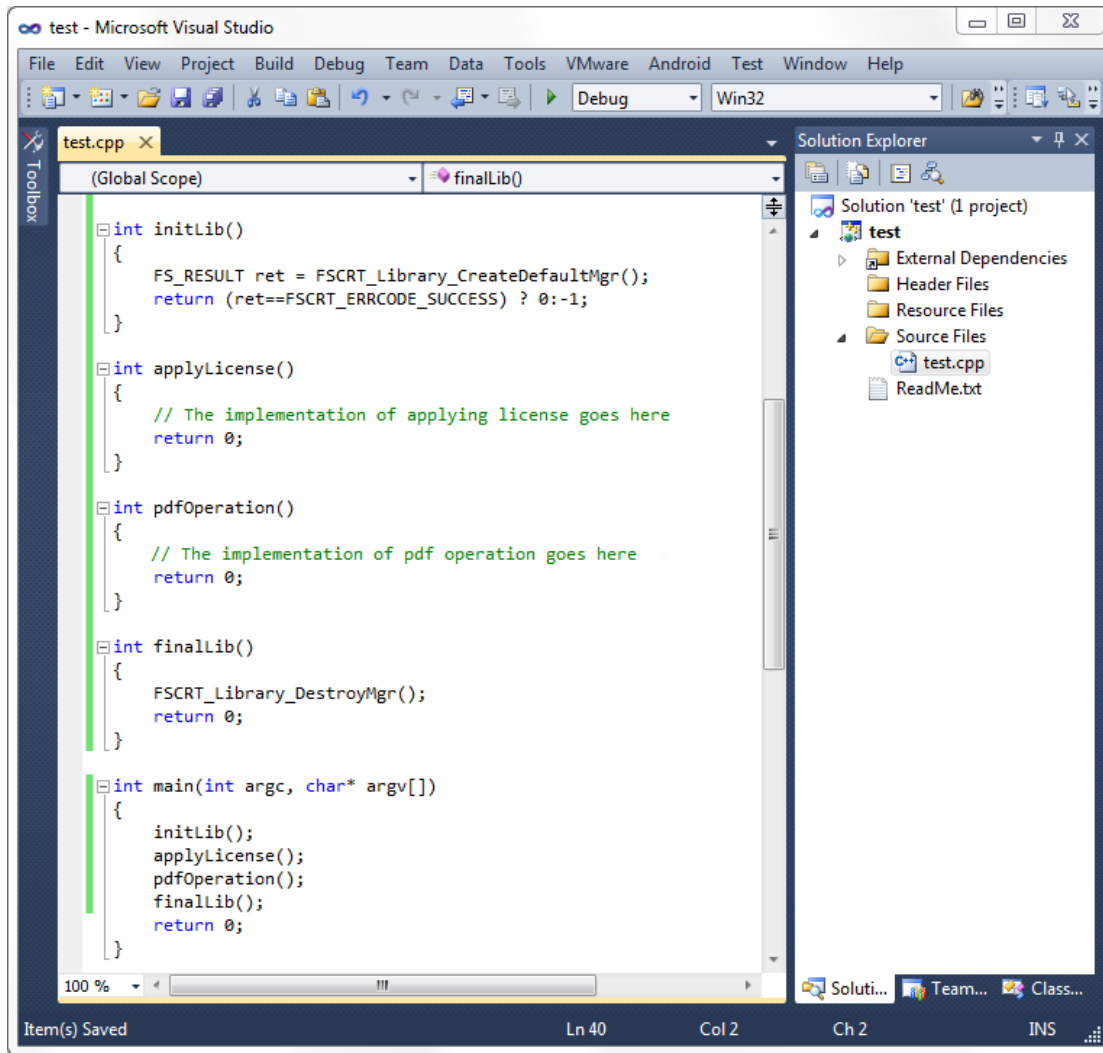 test - Microsoft Visual Studio
File Edit View Project Build Debug Team Data Tools VMware Android Test Window Help
Debug Win32
Toolbox
test.cpp
(Global Scope) finalLib()
int initLib()
{
FS_RESULT ret = FSCRT_Library_CreateDefaultMgr();
return (ret==FSCRT_ERRCODE_SUCCESS) ? 0:-1;
}
int applyLicense()
{
// The implementation of applying license goes here
return 0;
}
int pdfOperation()
{
// The implementation of pdf operation goes here
return 0;
}
int finalLib()
{
FSCRT_Library_DestroyMgr();
return 0;
}
int main(int argc, char* argv[])
{
initLib();
applyLicense();
pdfOperation();
finalLib();
return 0;
}
100 %
Solution Explorer
Solution 'test' (1 project)
test
External Dependencies
Header Files
Resource Files
Source Files
test.cpp
ReadMe.txt
Soluti... Team... Class...
Item(s) Saved Ln 40 Col 2 Ch 2 INS